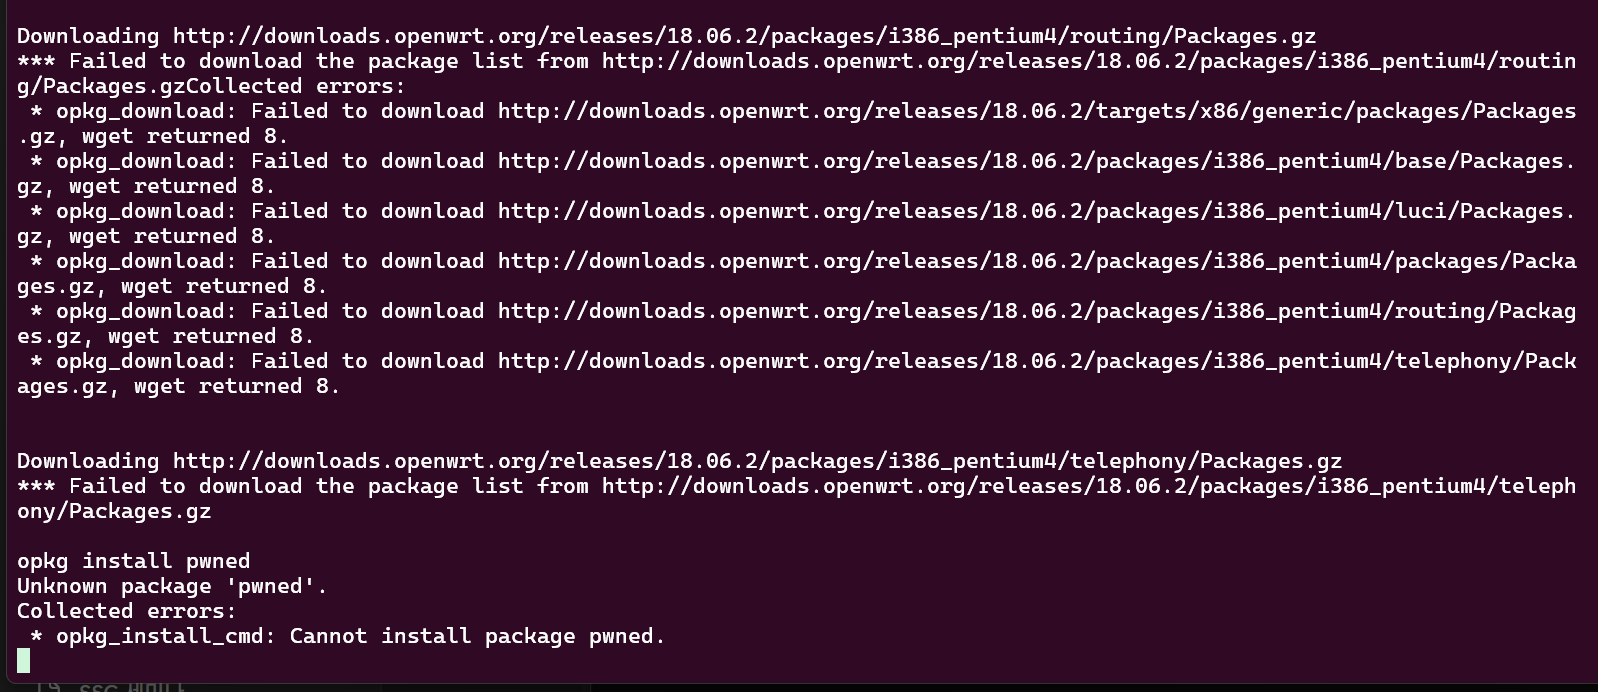 Downloading http://downloads.openwrt.org/releases/18.06.2/packages/i386_pentium4/routing/Packages.gz
*** Failed to download the package list from http://downloads.openwrt.org/releases/18.06.2/packages/i386_pentium4/routin
g/Packages.gzCollected errors:
 * opkg_download: Failed to download http://downloads.openwrt.org/releases/18.06.2/targets/x86/generic/packages/Packages
.gz, wget returned 8.
 * opkg_download: Failed to download http://downloads.openwrt.org/releases/18.06.2/packages/i386_pentium4/base/Packages.
gz, wget returned 8.
 * opkg_download: Failed to download http://downloads.openwrt.org/releases/18.06.2/packages/i386_pentium4/luci/Packages.
gz, wget returned 8.
 * opkg_download: Failed to download http://downloads.openwrt.org/releases/18.06.2/packages/i386_pentium4/packages/Packa
ges.gz, wget returned 8.
 * opkg_download: Failed to download http://downloads.openwrt.org/releases/18.06.2/packages/i386_pentium4/routing/Packag
es.gz, wget returned 8.
 * opkg_download: Failed to download http://downloads.openwrt.org/releases/18.06.2/packages/i386_pentium4/telephony/Pack
ages.gz, wget returned 8.
Downloading http://downloads.openwrt.org/releases/18.06.2/packages/i386_pentium4/telephony/Packages.gz
*** Failed to download the package list from http://downloads.openwrt.org/releases/18.06.2/packages/i386_pentium4/teleph
ony/Packages.gz
opkg install pwned
Unknown package 'pwned'.
Collected errors:
 * opkg_install_cmd: Cannot install package pwned.